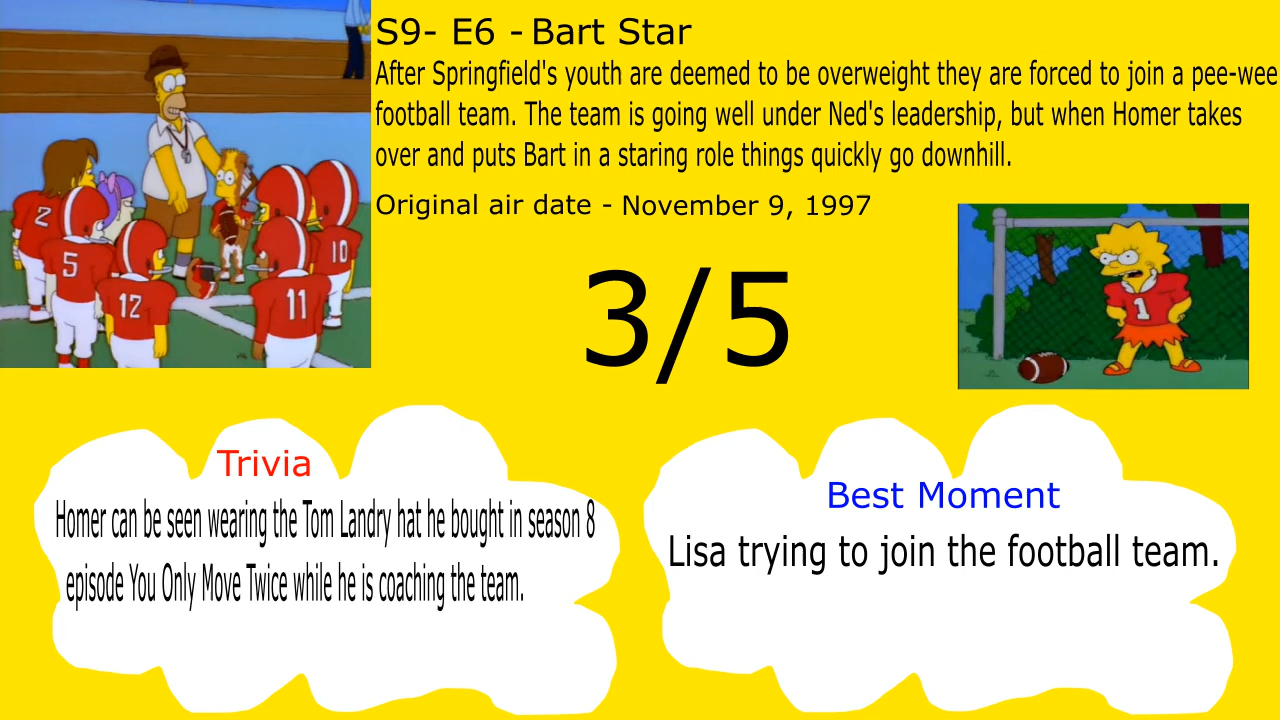 S9- E6 - Bart Star
After Springfield's youth are deemed to be overweight they are forced to join a pee-wee
football team. The team is going well under Ned's leadership, but when Homer takes
over and puts Bart in a staring role things quickly go downhill.
Original air date - November 9, 1997
2
5
12
11
10
3/5
1
Trivia
Homer can be seen wearing the Tom Landry hat he bought in season 8
episode You Only Move Twice while he is coaching the team.
Best Moment
Lisa trying to join the football team.